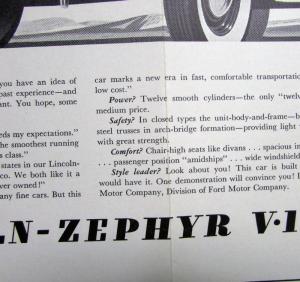 you have an idea of
past experience—and
ant. You hope, some
eds my expectations."
the smoothest running
s class."
states in our Lincoln-
co. We both like it a
ver owned!"
any fine cars. But this
car marks a new era in fast, comfortable transportat
low cost."
Power? Twelve smooth cylinders—the only "twelv
medium price.
Safety? In closed types the unit-body-and-frame—b
steel trusses in arch-bridge formation—providing light
with great strength.
Comfort? Chair-high seats like divans . . . spacious in
. . . passenger position "amidships" . . . wide windshield
Style leader? Look about you! This car is built
would have it. One demonstration will convince you! 
Motor Company, Division of Ford Motor Company.
LN-ZEPHYR V·1